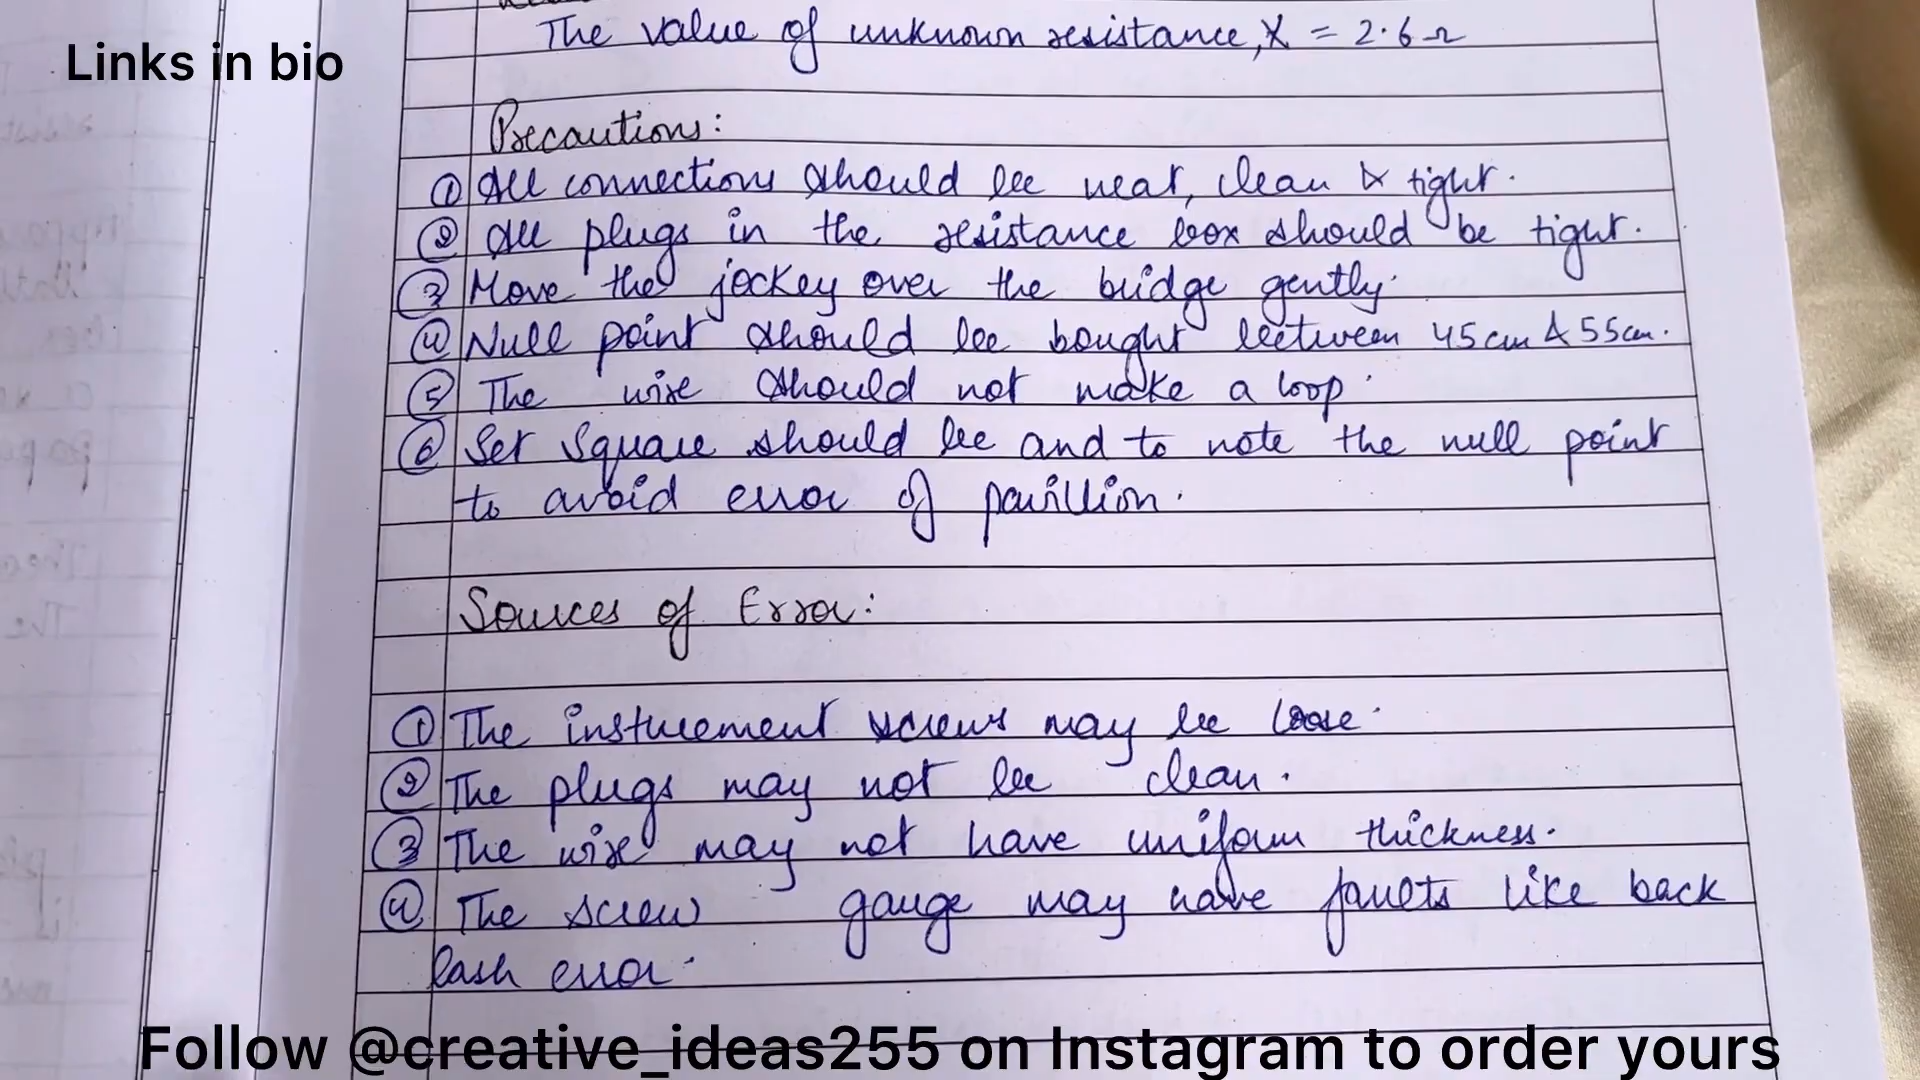 Links in bio
The value of unknown resistance, X = 2.6 Ω
Precautions:
① All connections should be neat, clean & tight.
② All plugs in the resistance box should be tight.
③ Move the jockey over the bridge gently.
④ Null point should be bought between 45cm & 55cm.
⑤ The wire should not make a loop.
⑥ Set Square should be and to note the null point
to avoid error of pavillion.
Sources of Error:
① The insturement screws may be loose.
② The plugs may not be clean.
③ The wire may not have uniform thickness.
④ The screw gauge may have faults like back
lash error.
Follow @creative_ideas255 on Instagram to order yours